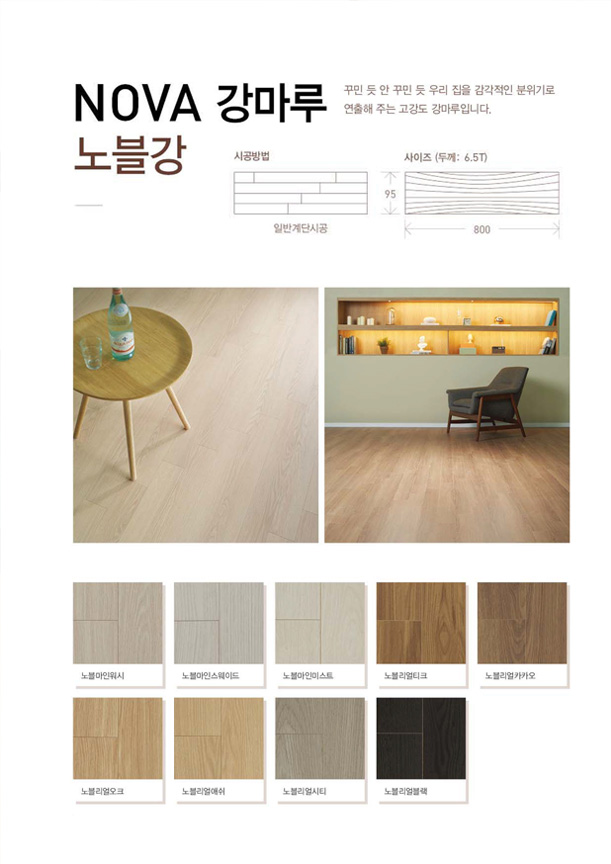 NOVA 강마루
노블강
꾸민 듯 안 꾸민 듯 우리 집을 감각적인 분위기로
연출해 주는 고강도 강마루입니다.
시공방법
일반계단시공
사이즈 (두께: 6.5T)
95
800
노블마인워시
노블마인스웨이드
노블마인미스트
노블리얼티크
노블리얼카카오
노블리얼오크
노블리얼애쉬
노블리얼시티
노블리얼블랙